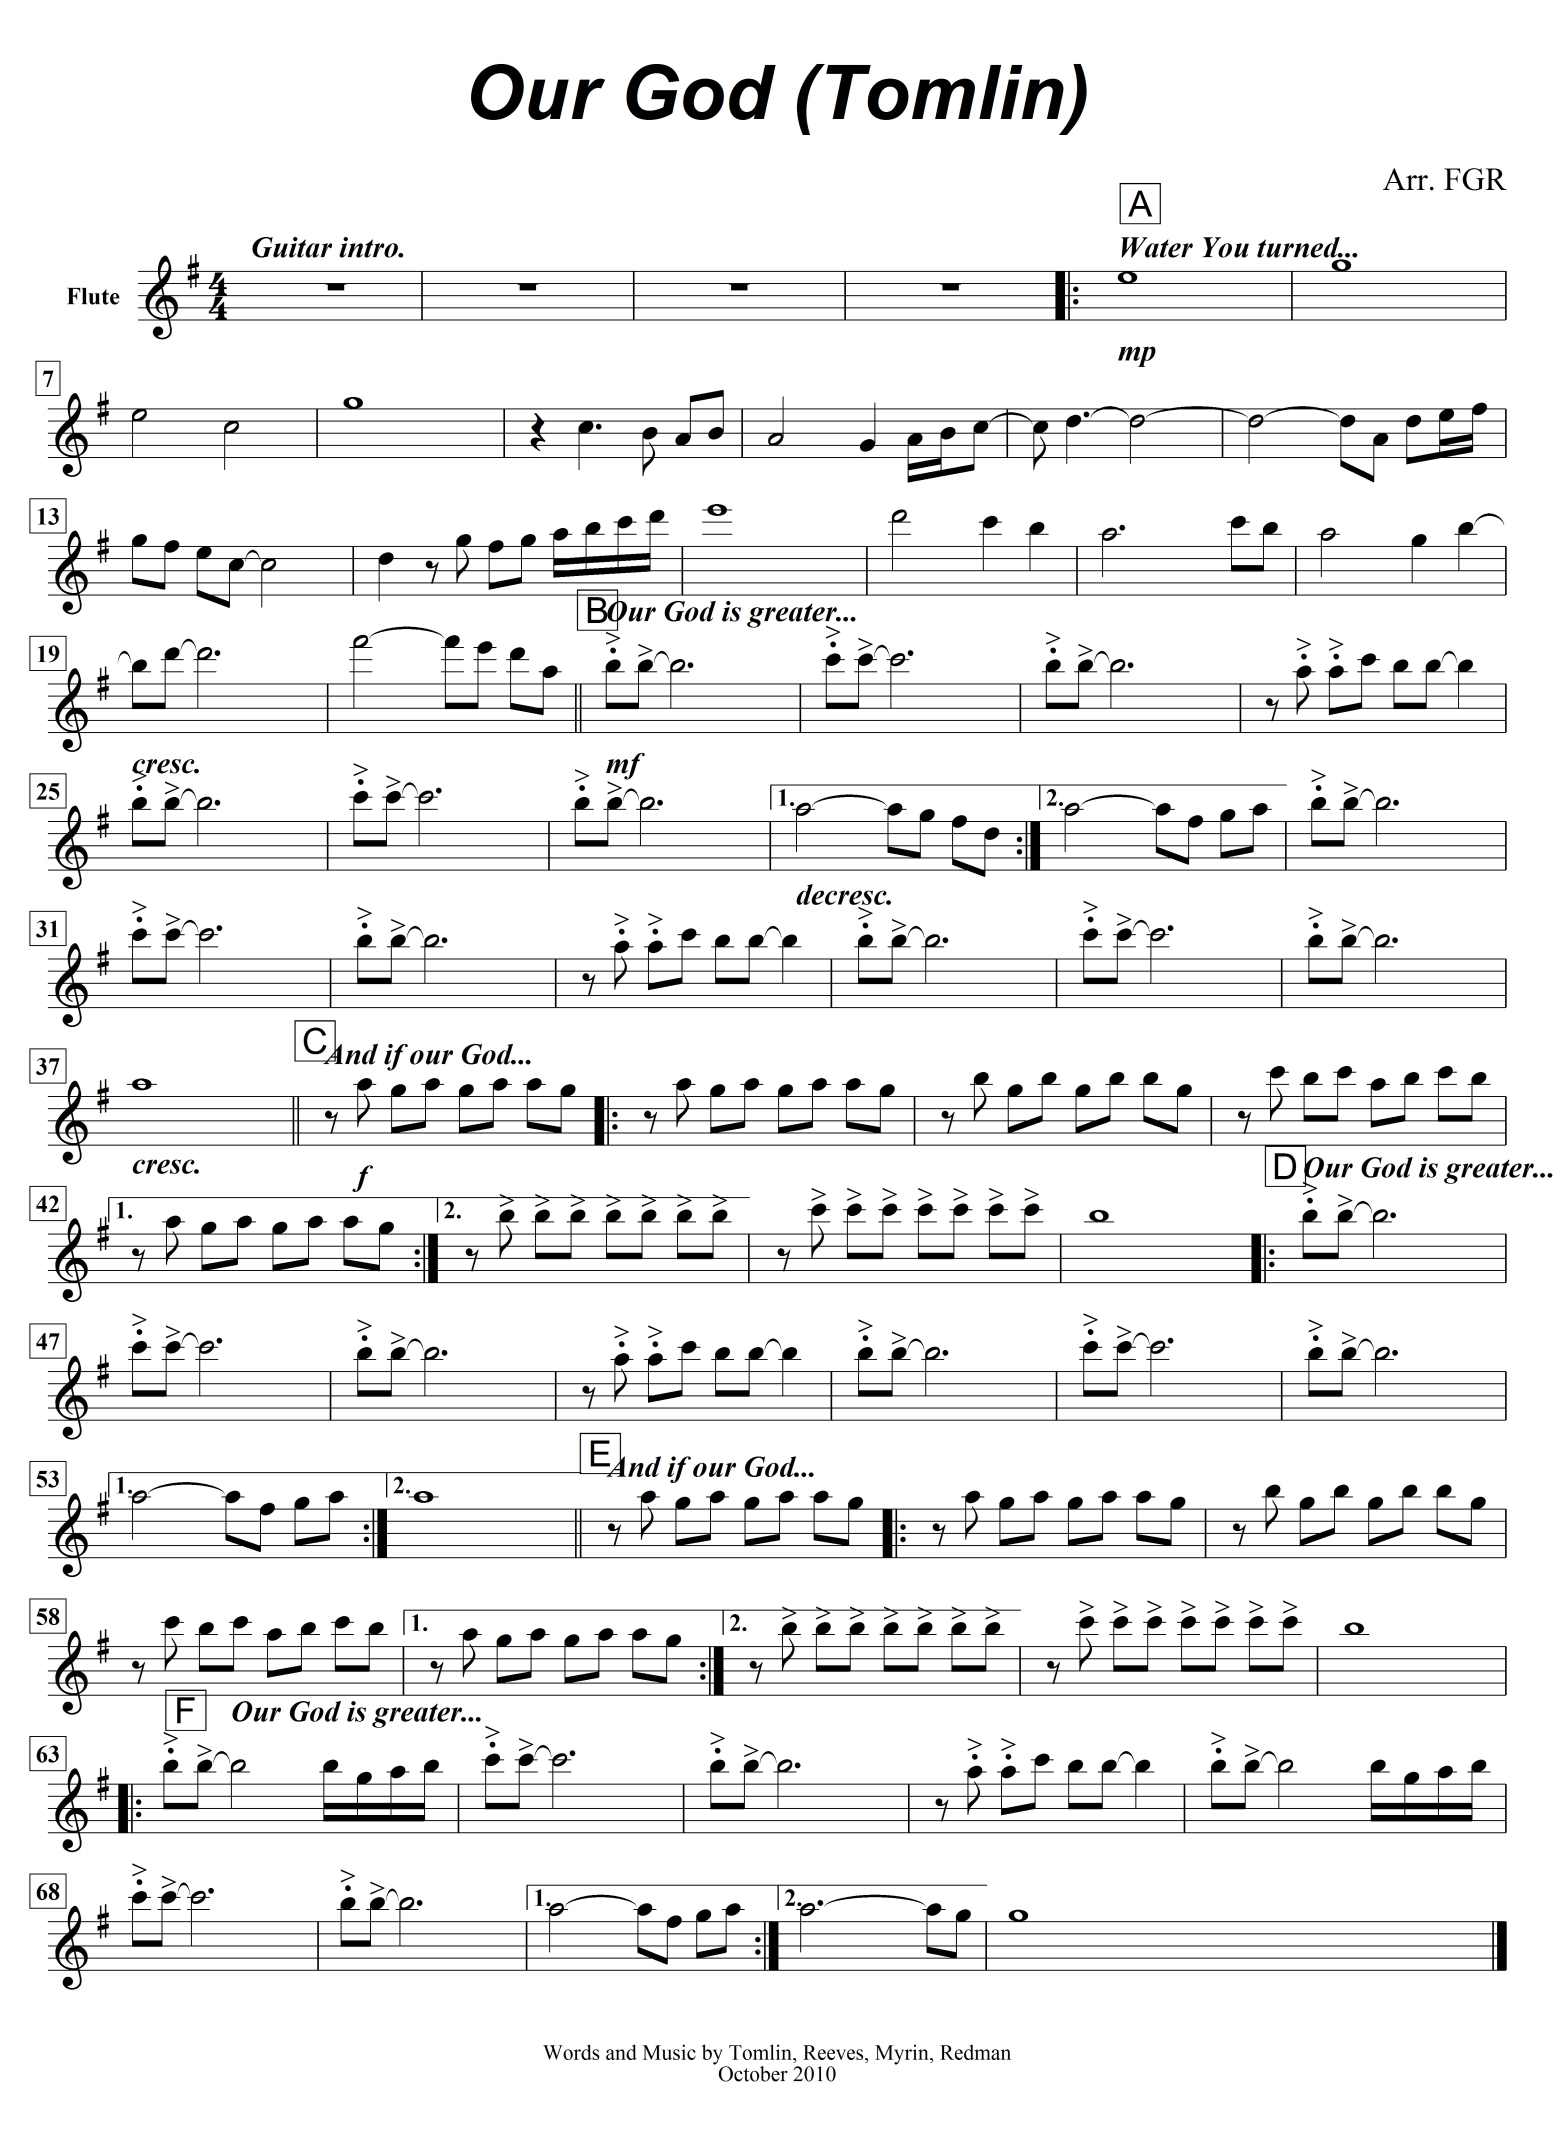 Our God (Tomlin)
Arr. FGR
A
Guitar intro.
Water You turned...
Flute
4
4
mp
7
13
B Our God is greater...
19
cresc.
mf
25
1.
2.
decresc.
31
C And if our God...
37
cresc.
f
D Our God is greater...
42
1.
2.
47
E And if our God...
53
1.
2.
58
1.
2.
F Our God is greater...
63
68
1.
2.
Words and Music by Tomlin, Reeves, Myrin, Redman
October 2010